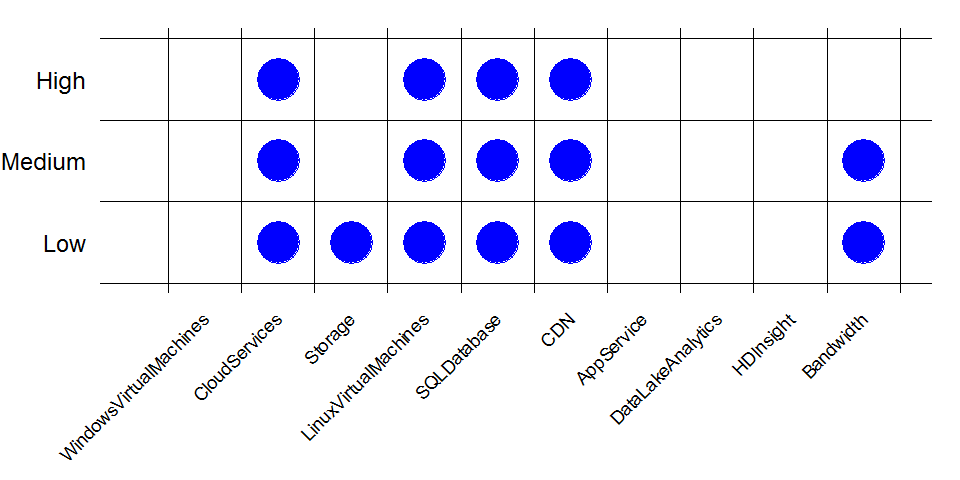 High
Medium
Low
WindowsVirtualMachines
CloudServices
Storage
LinuxVirtualMachines
SQLDatabase
CDN
AppService
DataLakeAnalytics
HDInsight
Bandwidth